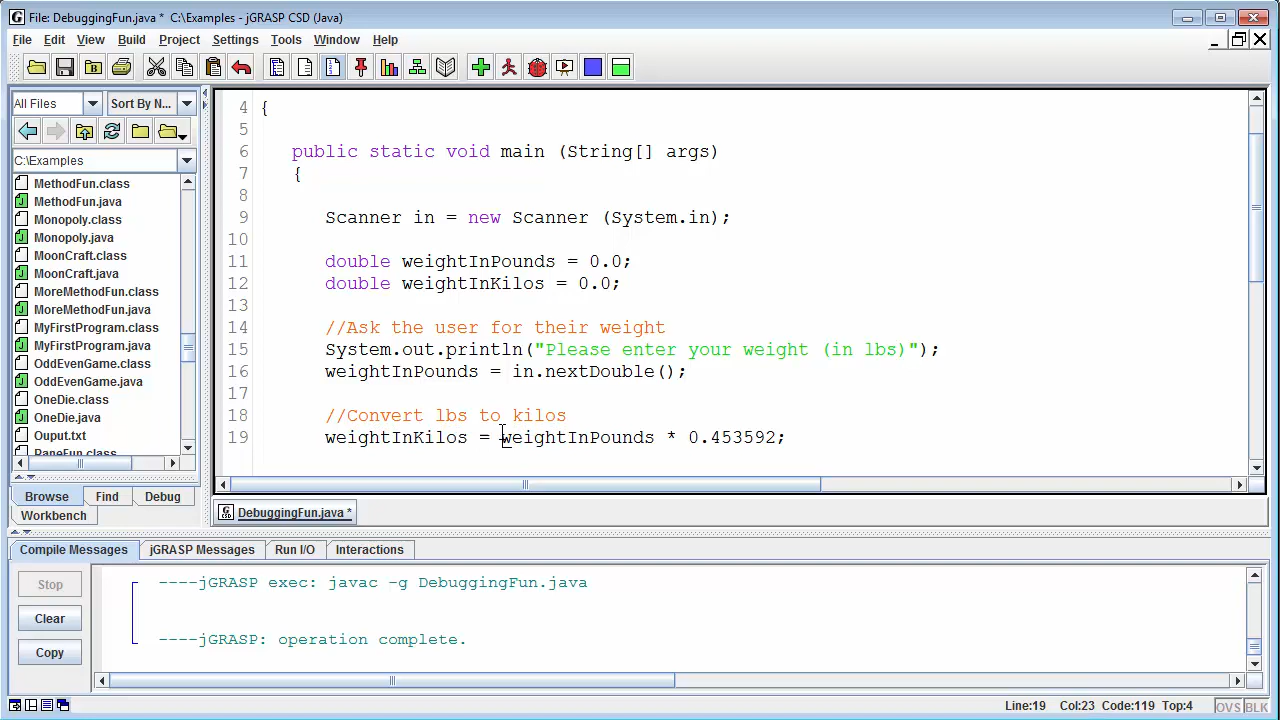 File: DebuggingFun.java *  C:\Examples - jGRASP CSD (Java)
File Edit View Build Project Settings Tools Window Help
All Files Sort By N...
C:\Examples
MethodFun.class
MethodFun.java
Monopoly.class
Monopoly.java
MoonCraft.class
MoonCraft.java
MoreMethodFun.class
MoreMethodFun.java
MyFirstProgram.class
MyFirstProgram.java
OddEvenGame.class
OddEvenGame.java
OneDie.class
OneDie.java
Ouput.txt
PaneFun.class
Browse Find Debug
Workbench
4 {
5
6 public static void main (String[] args)
7 {
8
9 Scanner in = new Scanner (System.in);
10
11 double weightInPounds = 0.0;
12 double weightInKilos = 0.0;
13
14 //Ask the user for their weight
15 System.out.println("Please enter your weight (in lbs)");
16 weightInPounds = in.nextDouble();
17
18 //Convert lbs to kilos
19 weightInKilos = weightInPounds * 0.453592;
DebuggingFun.java *
Compile Messages jGRASP Messages Run I/O Interactions
Stop
Clear
Copy
----jGRASP exec: javac -g DebuggingFun.java
----jGRASP: operation complete.
Line:19 Col:23 Code:119 Top:4 OVS BLK